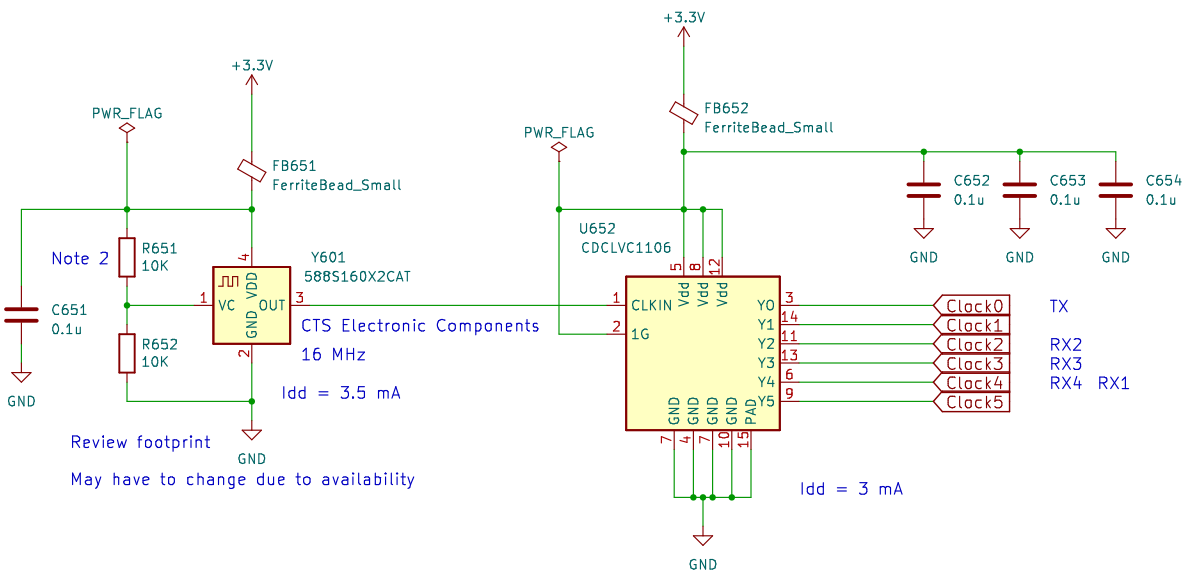 +3.3V
+3.3V
PWR_FLAG
FB651
FerriteBead_Small
FB652
FerriteBead_Small
PWR_FLAG
C652
0.1u
C653
0.1u
C654
0.1u
GND
GND
GND
Note 2
R651
10K
Y601
588S160X2CAT
4
VDD
1
VC
OUT
3
GND
2
C651
0.1u
GND
R652
10K
CTS Electronic Components
16 MHz
Idd = 3.5 mA
GND
Review footprint
May have to change due to availability
U652
CDCLVC1106
5
8
12
Vdd
Vdd
Vdd
1
CLKIN
2
1G
Y0
3
Clock0
TX
Y1
14
Clock1
Y2
11
Clock2
RX2
Y3
13
Clock3
RX3
Y4
6
Clock4
RX4 RX1
Y5
9
Clock5
GND
GND
GND
GND
PAD
7
4
7
10
15
Idd = 3 mA
GND